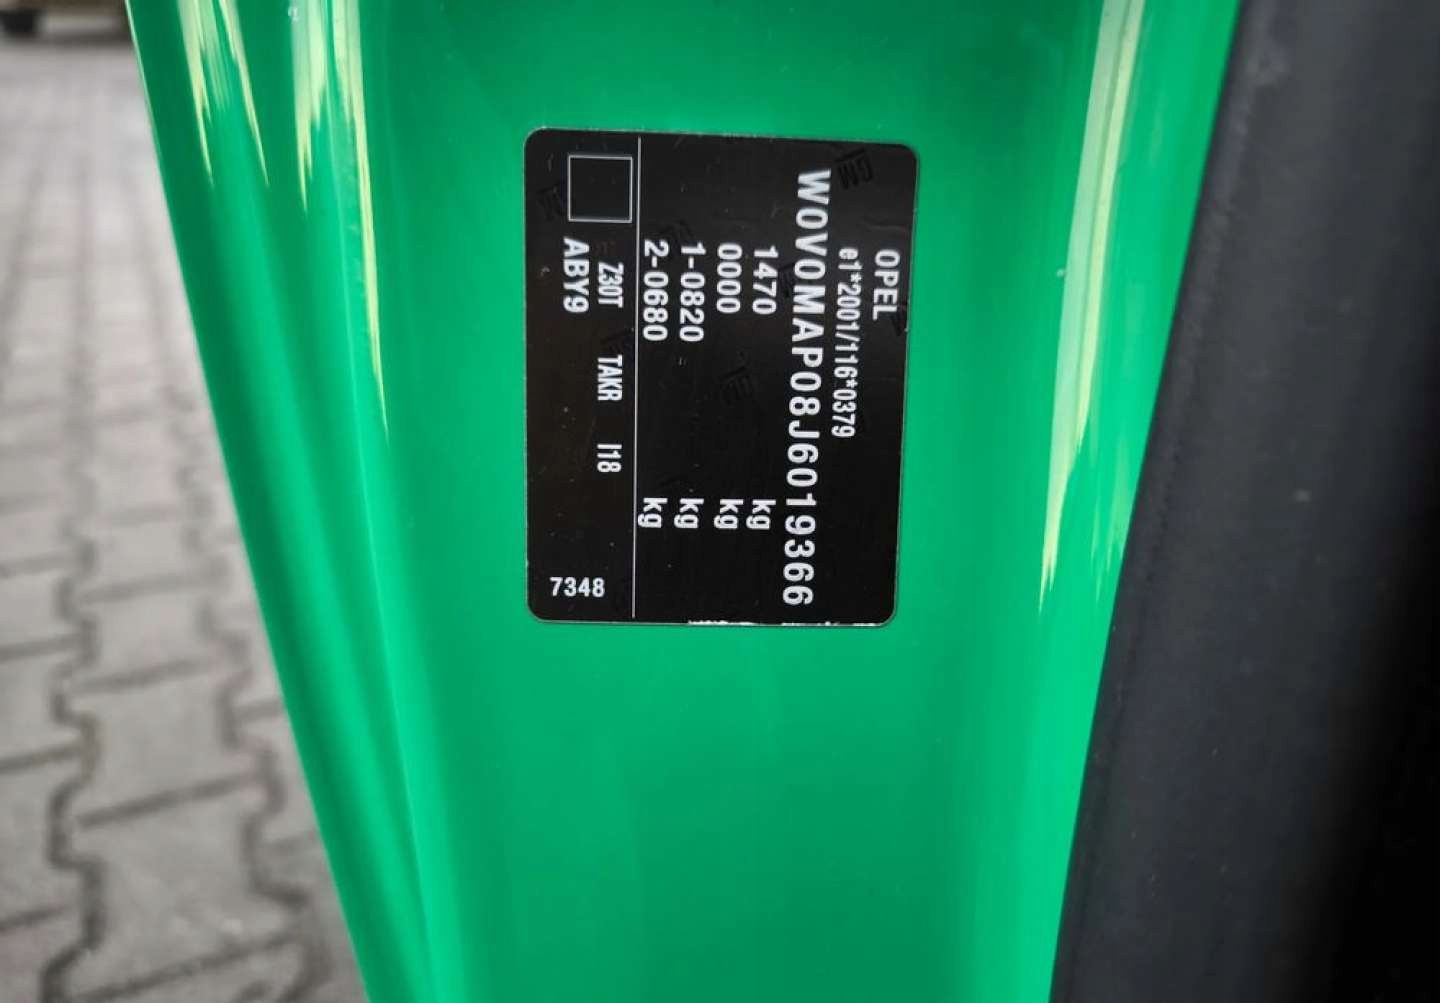 OPEL
e1*2001/116*0379
W0V0MAP08J6019366
1470 kg
0000 kg
1-0820 kg
2-0680 kg
Z30T TAKR I18
ABY9 7348
GM